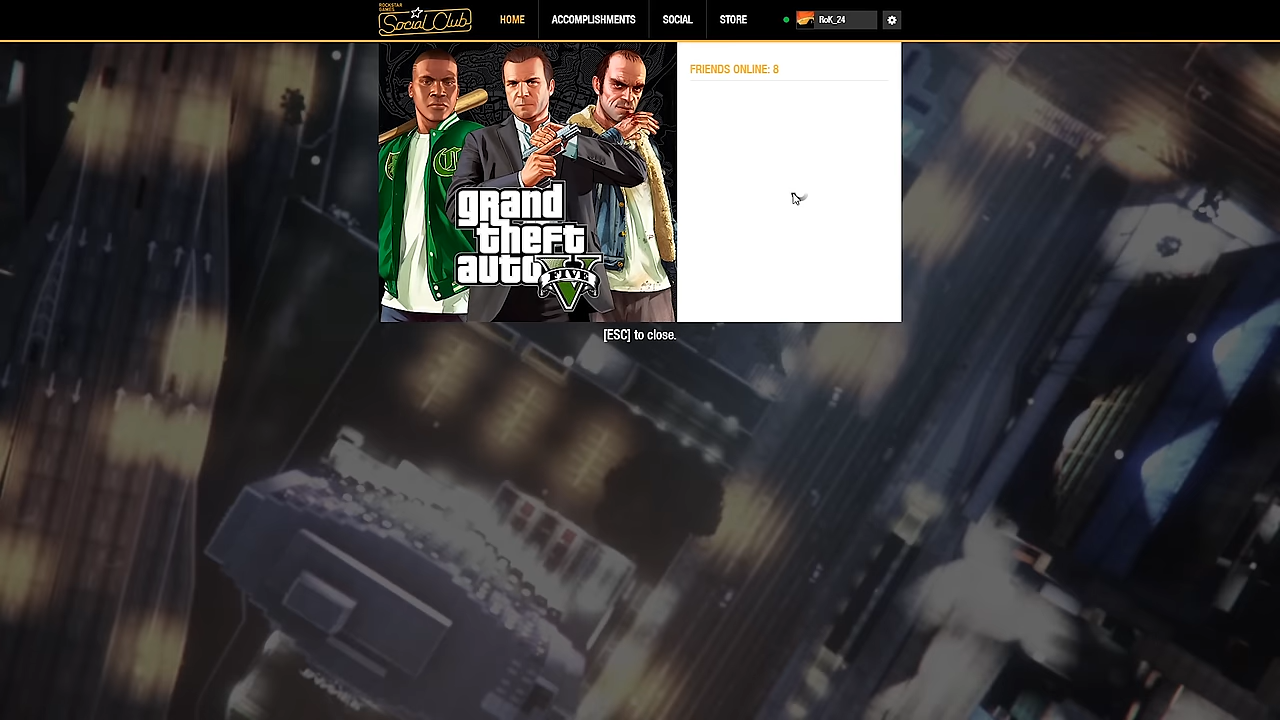 ROCKSTAR GAMES
Social Club
HOME
ACCOMPLISHMENTS
SOCIAL
STORE
RoK_24
FRIENDS ONLINE: 8
grand
theft
auto
FIVE
V
[ESC] to close.